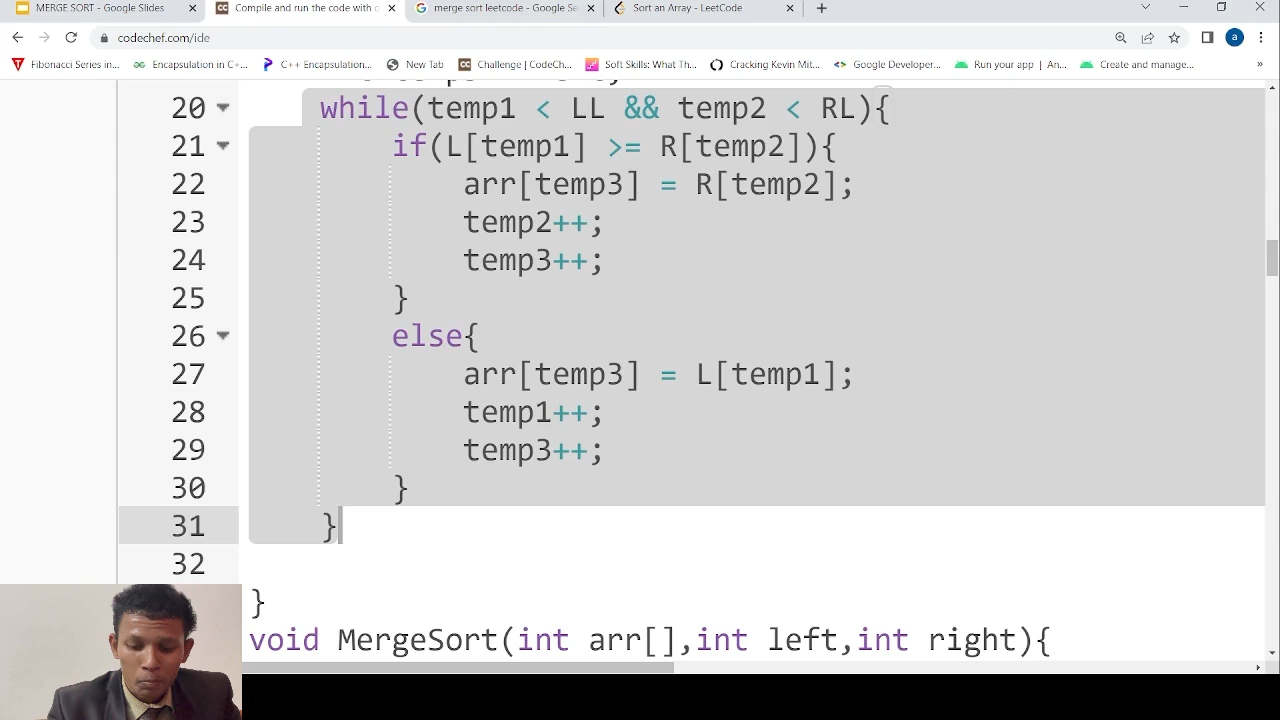 MERGE SORT - Google Slides
Compile and run the code with o
merge sort leetcode - Google Se
Sort an Array - LeetCode
codechef.com/ide
a
Fibonacci Series in...
Encapsulation in C+...
C++ Encapsulation...
New Tab
Challenge | CodeCh...
Soft Skills: What Th...
Cracking Kevin Mit...
Google Developer...
Run your app | An...
Create and manage...
20 while(temp1 < LL && temp2 < RL){
21 if(L[temp1] >= R[temp2]){
22 arr[temp3] = R[temp2];
23 temp2++;
24 temp3++;
25 }
26 else{
27 arr[temp3] = L[temp1];
28 temp1++;
29 temp3++;
30 }
31 }
32
}
void MergeSort(int arr[],int left,int right){